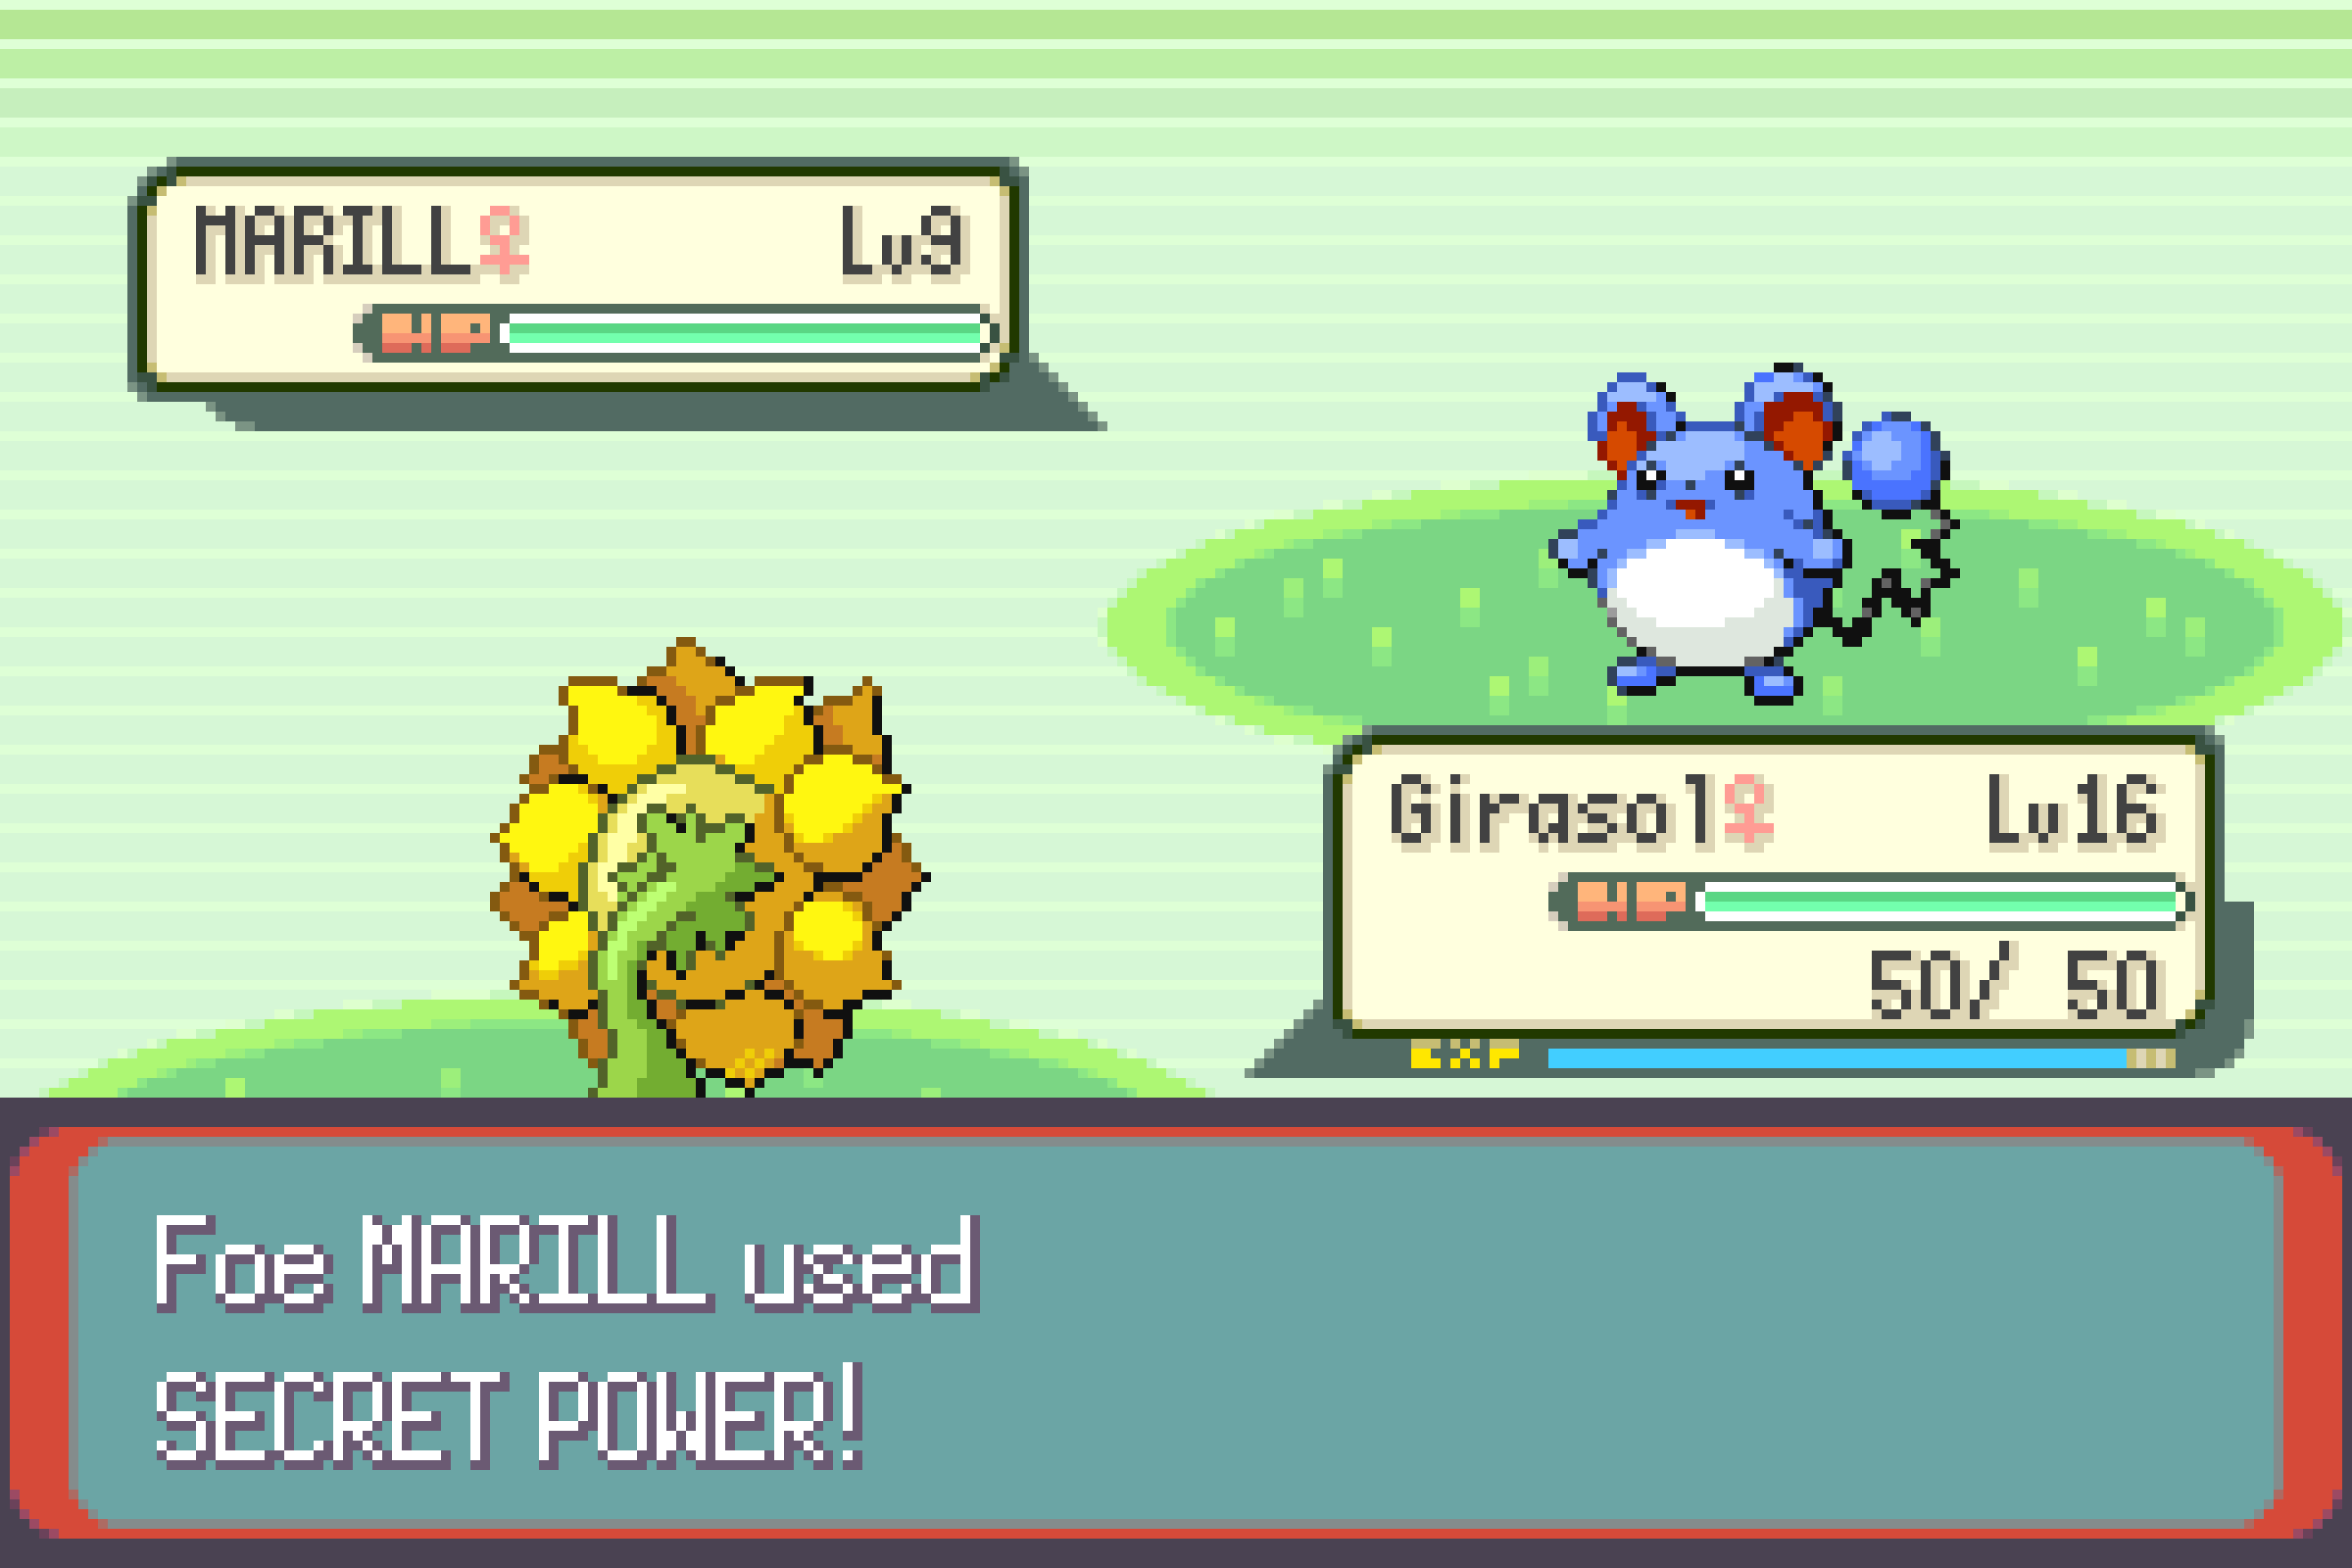 MARILL♀ Lv9
HP
Girasol♀ Lv16
HP
50/ 50
EXP
Foe MARILL used
SECRET POWER!